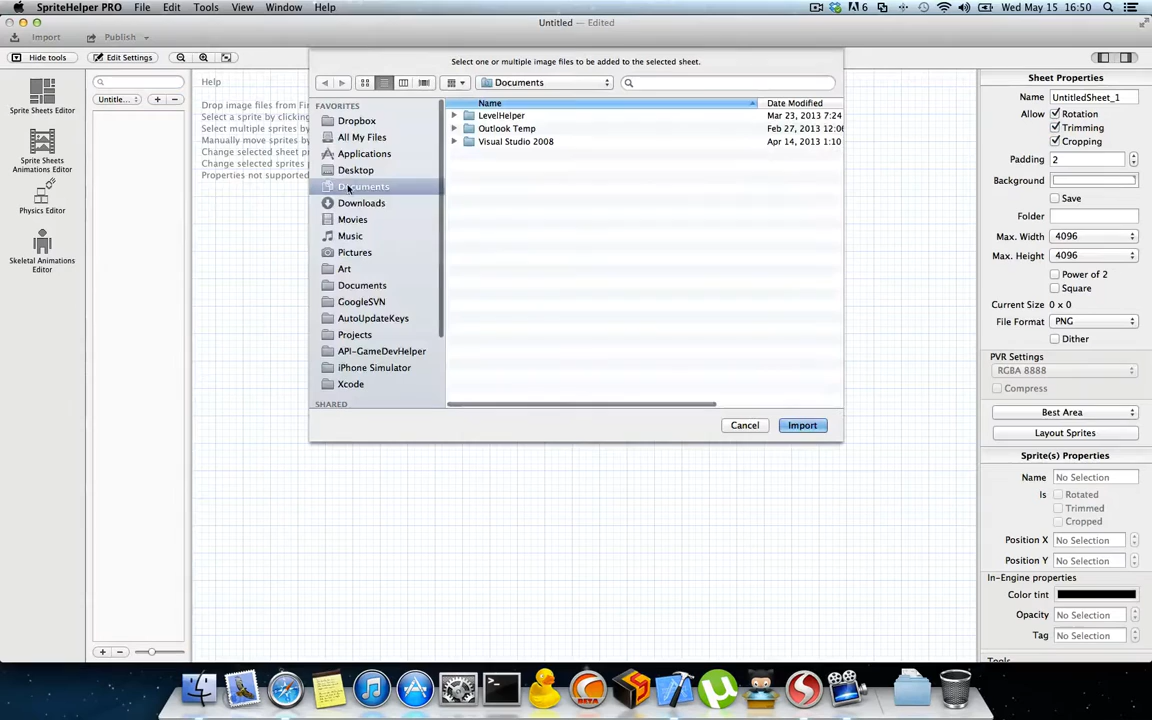 SpriteHelper PRO File Edit Tools View Window Help 6 Wed May 15 16:50
Untitled — Edited
Import Publish
Hide tools Edit Settings
Select one or multiple image files to be added to the selected sheet.
Documents
Sprite Sheets Editor
Sprite Sheets
Animations Editor
Physics Editor
Skeletal Animations
Editor
Untitle...
Help
Drop image files from Fin
Select a sprite by clicking
Select multiple sprites by
Manually move sprites by
Change selected sheet pr
Change selected sprites p
Properties not supported
FAVORITES
Dropbox
All My Files
Applications
Desktop
Documents
Downloads
Movies
Music
Pictures
Art
Documents
GoogleSVN
AutoUpdateKeys
Projects
API-GameDevHelper
iPhone Simulator
Xcode
SHARED
Name Date Modified
LevelHelper Mar 23, 2013 7:24
Outlook Temp Feb 27, 2013 12:06
Visual Studio 2008 Apr 14, 2013 1:10
Cancel Import
Sheet Properties
Name UntitledSheet_1
Allow Rotation
Trimming
Cropping
Padding 2
Background
Save
Folder
Max. Width 4096
Max. Height 4096
Power of 2
Square
Current Size 0 x 0
File Format PNG
Dither
PVR Settings
RGBA 8888
Compress
Best Area
Layout Sprites
Sprite(s) Properties
Name No Selection
Is Rotated
Trimmed
Cropped
Position X No Selection
Position Y No Selection
In-Engine properties
Color tint
Opacity No Selection
Tag No Selection
Tools
BETA